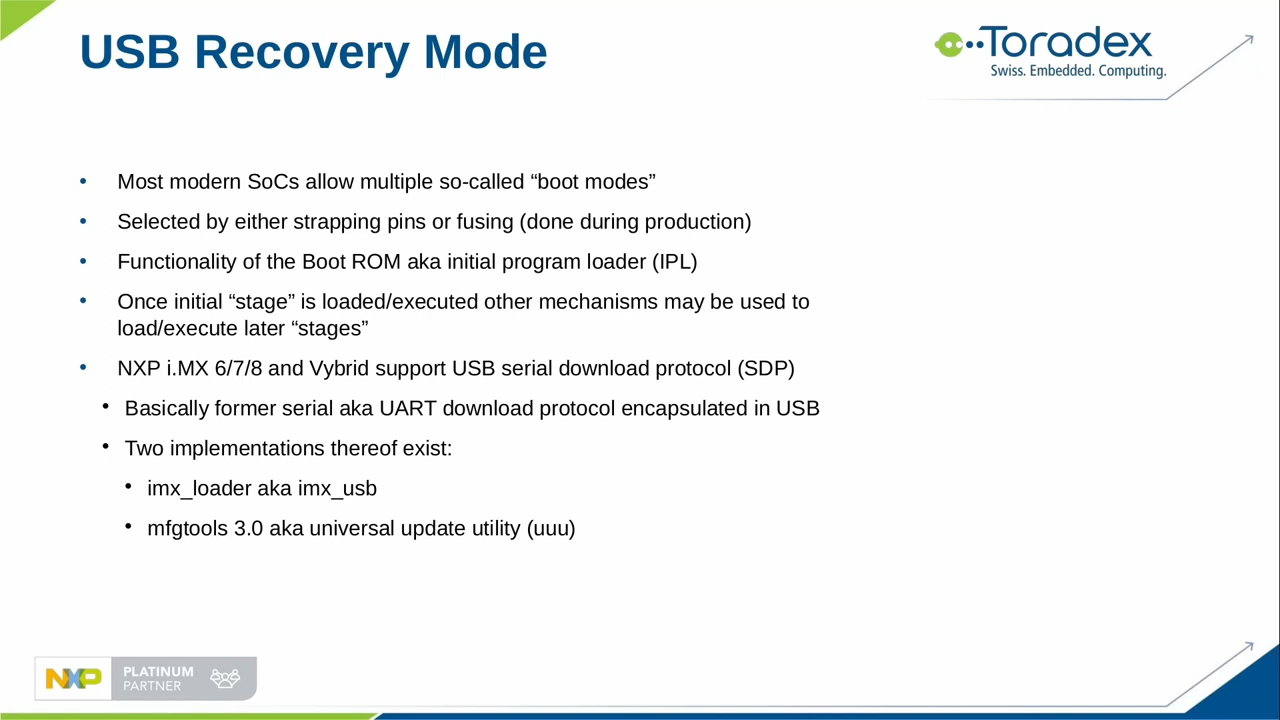 USB Recovery Mode
Toradex
Swiss. Embedded. Computing.
• Most modern SoCs allow multiple so-called “boot modes”
• Selected by either strapping pins or fusing (done during production)
• Functionality of the Boot ROM aka initial program loader (IPL)
• Once initial “stage” is loaded/executed other mechanisms may be used to
load/execute later “stages”
• NXP i.MX 6/7/8 and Vybrid support USB serial download protocol (SDP)
• Basically former serial aka UART download protocol encapsulated in USB
• Two implementations thereof exist:
• imx_loader aka imx_usb
• mfgtools 3.0 aka universal update utility (uuu)
NXP
PLATINUM
PARTNER